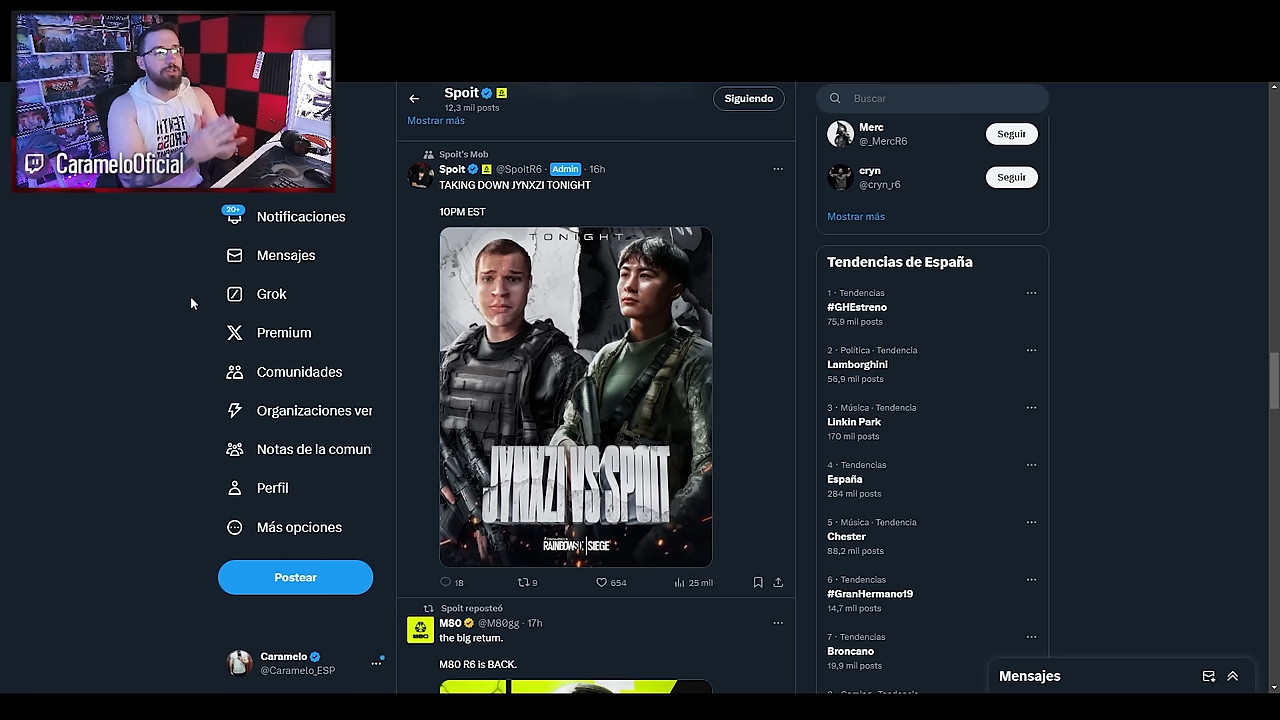 CarameloOficial
20+
Notificaciones
Mensajes
Grok
Premium
Comunidades
Organizaciones ver
Notas de la comun
Perfil
Más opciones
Postear
Caramelo
@Caramelo_ESP
Spoit
12,3 mil posts
Siguiendo
Mostrar más
Spoit's Mob
Spoit @SpoitR6 · Admin · 16h
TAKING DOWN JYNXZI TONIGHT
10PM EST
TONIGHT
JYNXZI VS SPOIT
RAINBOW SIX | SIEGE
18 9 654 25 mil
Spoit reposteó
M80 @M80gg · 17h
the big return.
M80 R6 is BACK.
Buscar
Merc
@_MercR6
Seguir
cryn
@cryn_r6
Seguir
Mostrar más
Tendencias de España
1 · Tendencias
#GHEstreno
75,9 mil posts
2 · Política · Tendencia
Lamborghini
56,9 mil posts
3 · Música · Tendencia
Linkin Park
170 mil posts
4 · Tendencias
España
284 mil posts
5 · Música · Tendencia
Chester
88,2 mil posts
6 · Tendencias
#GranHermano19
14,7 mil posts
7 · Tendencias
Broncano
19,9 mil posts
Mensajes